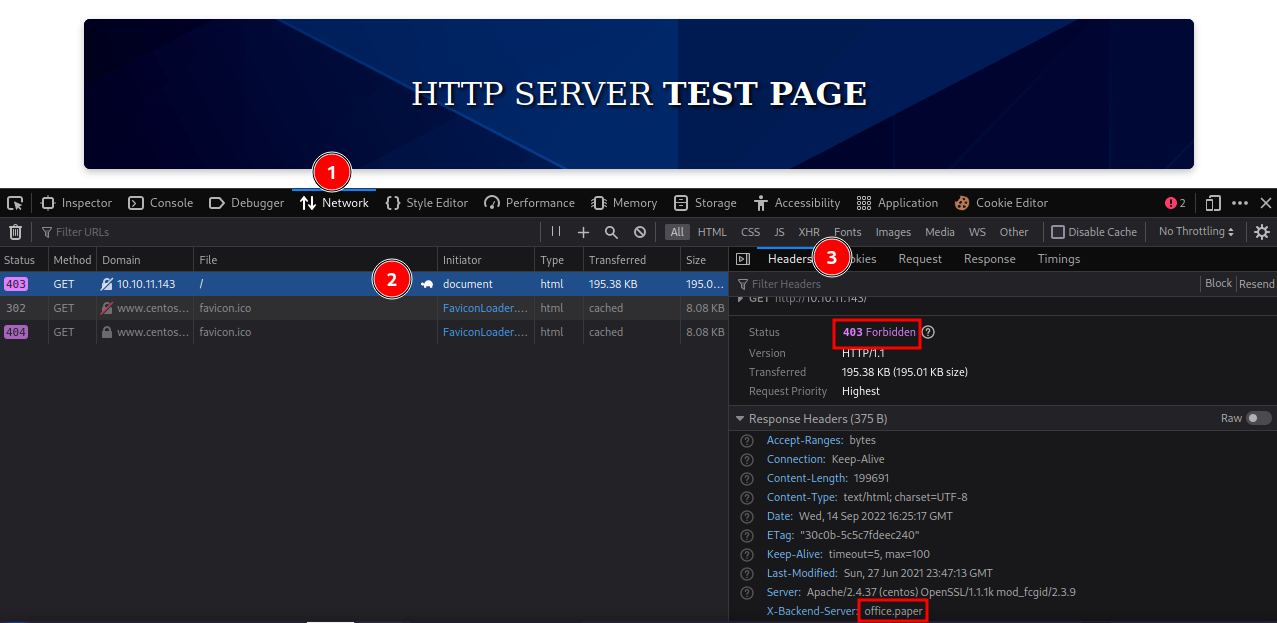 HTTP SERVER TEST PAGE
1
Inspector Console Debugger Network Style Editor Performance Memory Storage Accessibility Application Cookie Editor 2
Filter URLs All HTML CSS JS XHR Fonts Images Media WS Other Disable Cache No Throttling
Status Method Domain File Initiator Type Transferred Size
403 GET 10.10.11.143 / 2 document html 195.38 KB 195.0…
302 GET www.centos… favicon.ico FaviconLoader.… html cached 8.08 KB
404 GET www.centos… favicon.ico FaviconLoader.… html cached 8.08 KB
Headers 3 Request Response Timings
Filter Headers Block Resend
GET http://10.10.11.143/
Status 403 Forbidden
Version HTTP/1.1
Transferred 195.38 KB (195.01 KB size)
Request Priority Highest
Response Headers (375 B) Raw
Accept-Ranges: bytes
Connection: Keep-Alive
Content-Length: 199691
Content-Type: text/html; charset=UTF-8
Date: Wed, 14 Sep 2022 16:25:17 GMT
ETag: "30c0b-5c5c7fdeec240"
Keep-Alive: timeout=5, max=100
Last-Modified: Sun, 27 Jun 2021 23:47:13 GMT
Server: Apache/2.4.37 (centos) OpenSSL/1.1.1k mod_fcgid/2.3.9
X-Backend-Server: office.paper